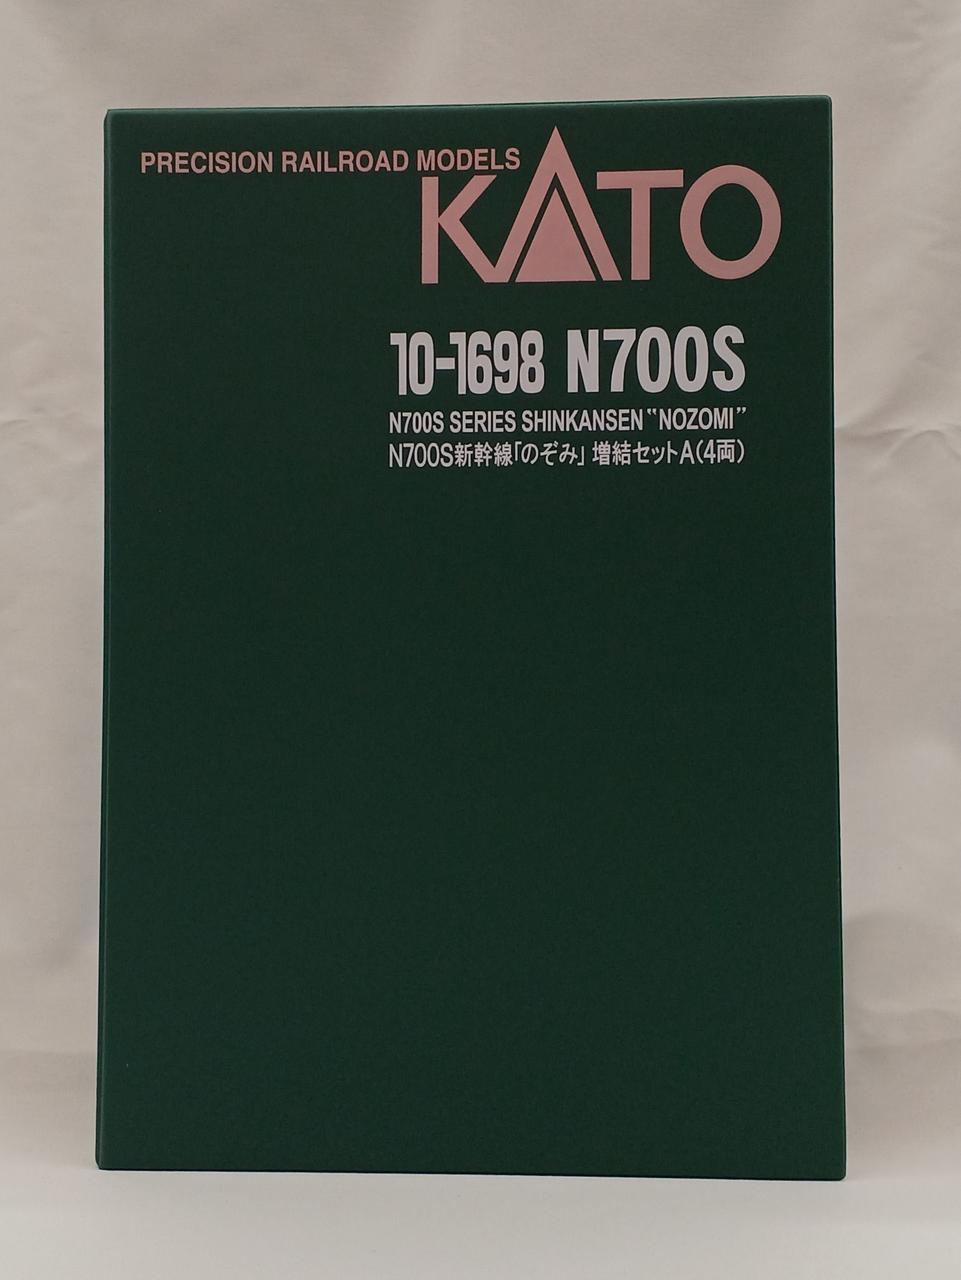 PRECISION RAILROAD MODELS
KATO
10-1698 N700S
N700S SERIES SHINKANSEN "NOZOMI"
N700S新幹線「のぞみ」 増結セットA(4両)